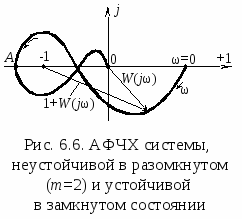 j
A
-1
0
ω=0
+1
W(jω)
1+W(jω)
ω
Рис. 6.6. АФЧХ системы,
неустойчивой в разомкнутом
(m=2) и устойчивой
в замкнутом состоянии